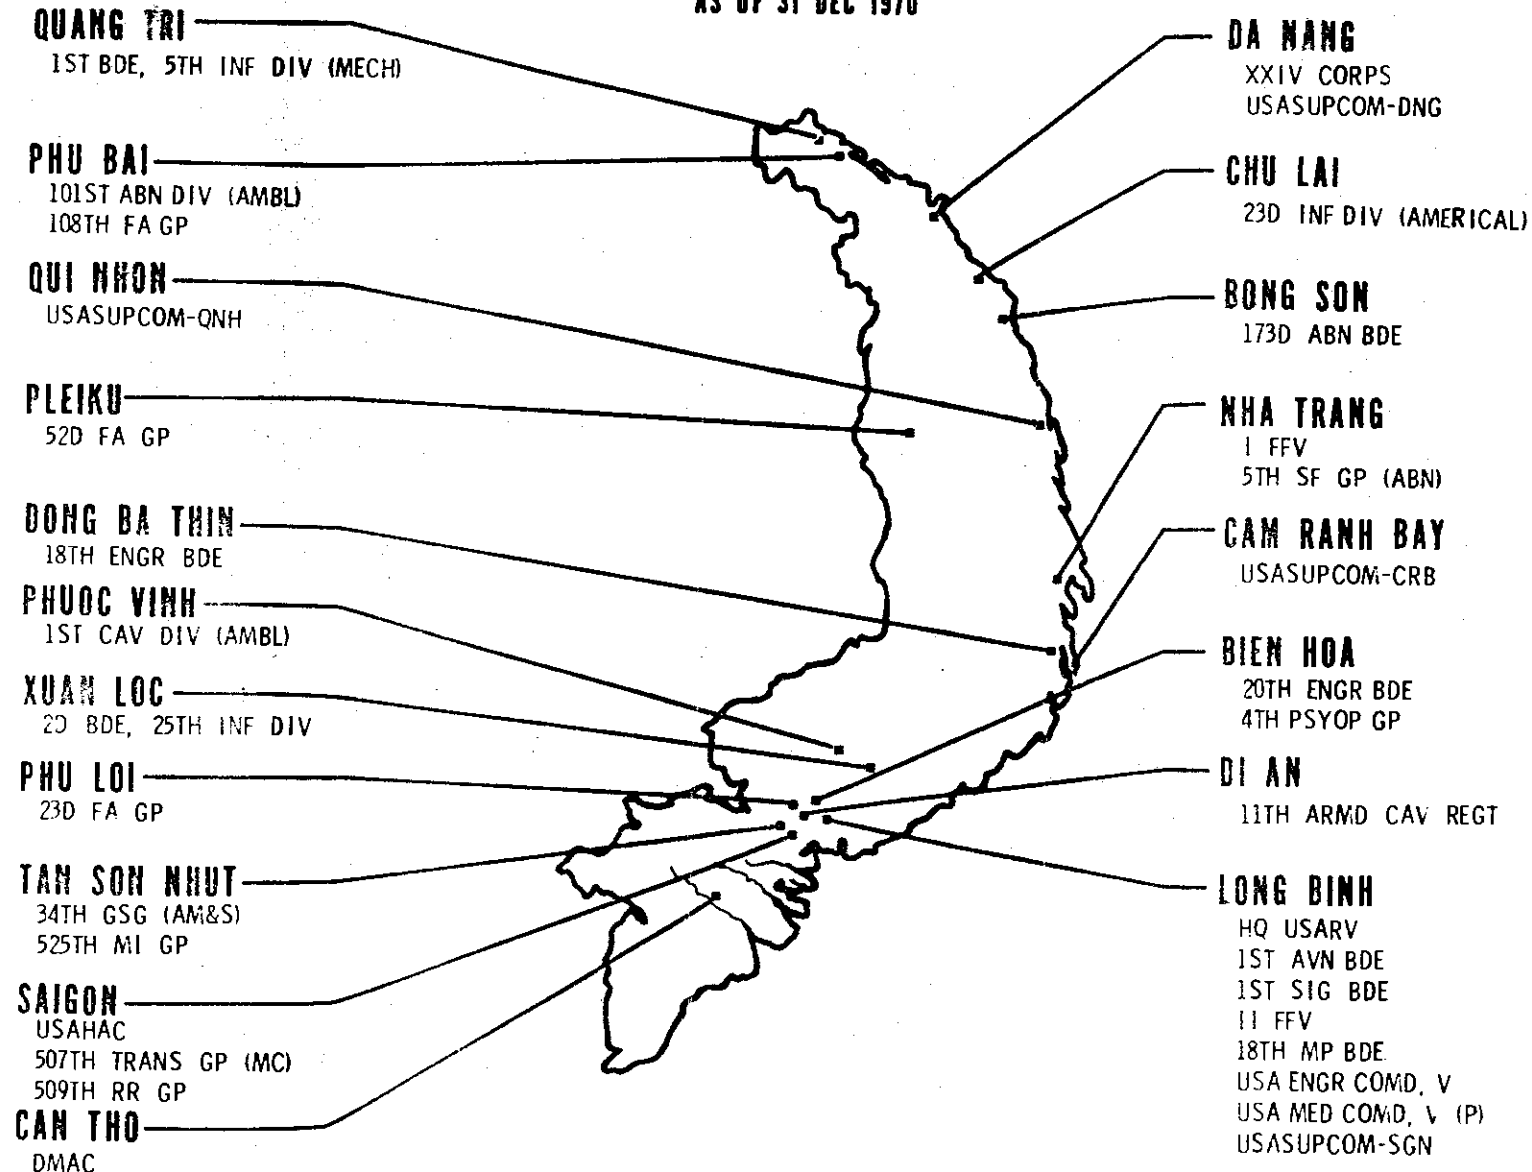 AS OF 31 DEC 1970
QUANG TRI
1ST BDE, 5TH INF DIV (MECH)
PHU BAI
101ST ABN DIV (AMBL)
108TH FA GP
QUI NHON
USASUPCOM-QNH
PLEIKU
52D FA GP
DONG BA THIN
18TH ENGR BDE
PHUOC VINH
1ST CAV DIV (AMBL)
XUAN LOC
2D BDE, 25TH INF DIV
PHU LOI
23D FA GP
TAN SON NHUT
34TH GSG (AM&S)
525TH MI GP
SAIGON
USAHAC
507TH TRANS GP (MC)
509TH RR GP
CAN THO
DMAC
DA NANG
XXIV CORPS
USASUPCOM-DNG
CHU LAI
23D INF DIV (AMERICAL)
BONG SON
173D ABN BDE
NHA TRANG
I FFV
5TH SF GP (ABN)
CAM RANH BAY
USASUPCOM-CRB
BIEN HOA
20TH ENGR BDE
4TH PSYOP GP
DI AN
11TH ARMD CAV REGT
LONG BINH
HQ USARV
1ST AVN BDE
1ST SIG BDE
II FFV
18TH MP BDE
USA ENGR COMD, V
USA MED COMD, V (P)
USASUPCOM-SGN